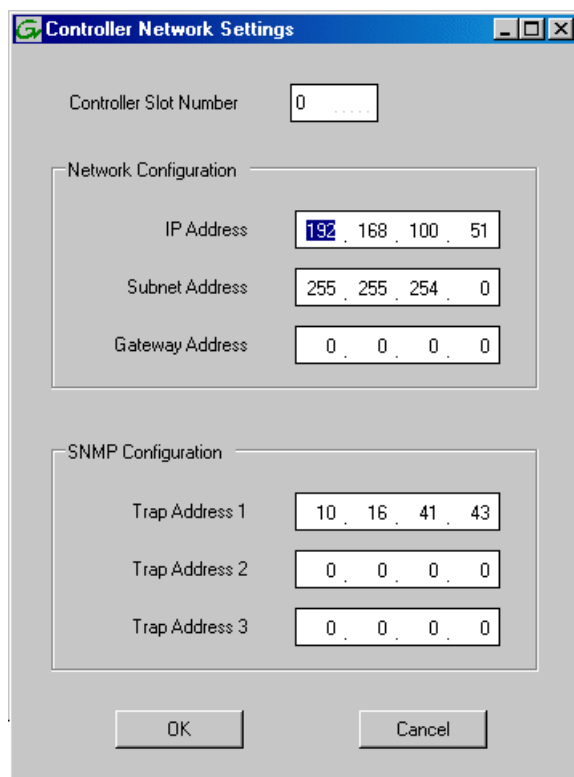 Controller Network Settings
Controller Slot Number 0
Network Configuration
IP Address 192 . 168 . 100 . 51
Subnet Address 255 . 255 . 254 . 0
Gateway Address 0 . 0 . 0 . 0
SNMP Configuration
Trap Address 1 10 . 16 . 41 . 43
Trap Address 2 0 . 0 . 0 . 0
Trap Address 3 0 . 0 . 0 . 0
OK Cancel